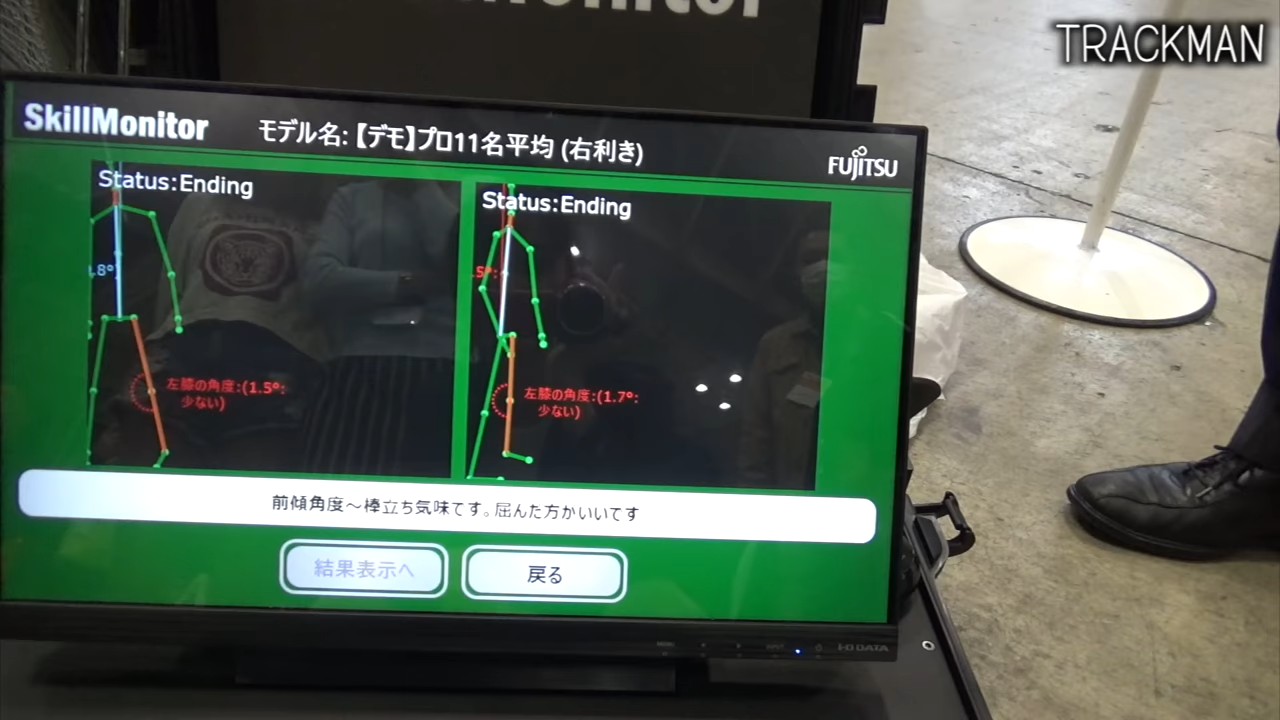 TRACKMAN
SkillMonitor
モデル名:【デモ】プロ11名平均 (右利き)
FUJITSU
Status:Ending
Status:Ending
.8°
.5°:
左膝の角度:(1.5°:
少ない)
左膝の角度:(1.7°:
少ない)
前傾角度～棒立ち気味です。屈んだ方がいいです
結果表示へ
戻る
I-O DATA